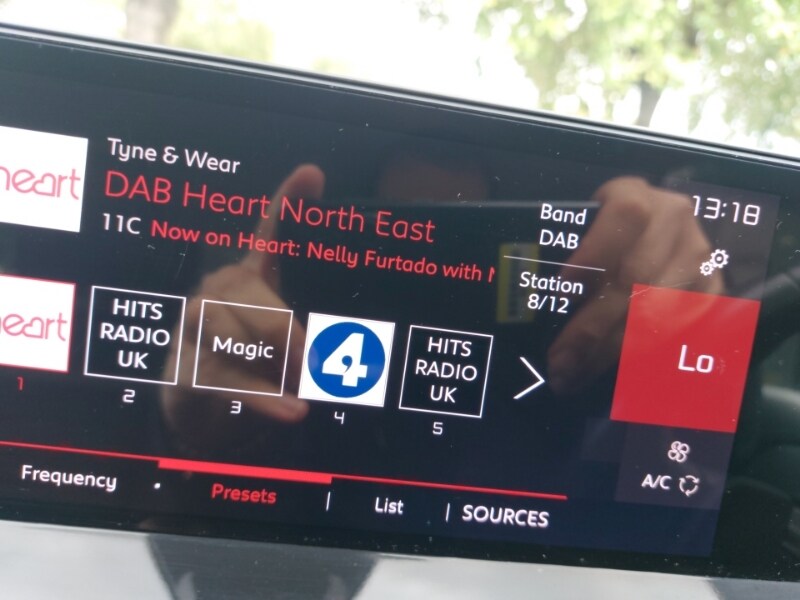 heart
Tyne & Wear
DAB Heart North East
11C Now on Heart: Nelly Furtado with
Band
DAB
Station
8/12
13:18
heart
1
HITS
RADIO
UK
2
Magic
3
4
4
HITS
RADIO
UK
5
Lo
A/C
Frequency
Presets
List
SOURCES